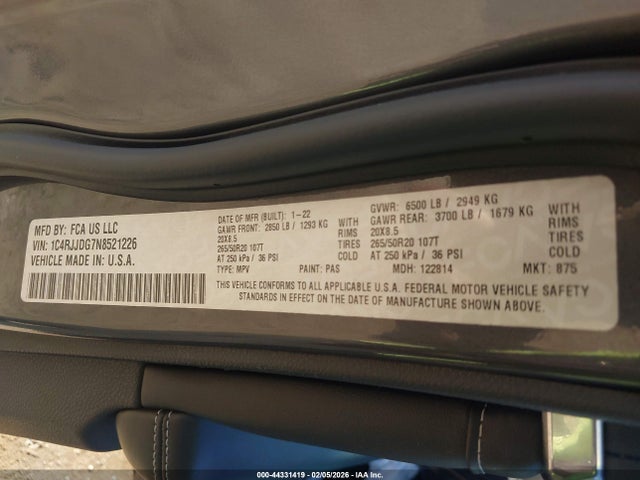 MFD BY: FCA US LLC
VIN: 1C4RJJDG7N8521226
VEHICLE MADE IN: U.S.A.
DATE OF MFR (BUILT): 1-22
GAWR FRONT: 2850 LB / 1293 KG
20X8.5
265/50R20 107T
AT 250 kPa / 36 PSI
TYPE: MPV PAINT: PAS MDH: 122814 MKT: 875
GVWR: 6500 LB / 2949 KG
GAWR REAR: 3700 LB / 1679 KG
TIRE RIMS 20X8.5 RIMS
TIRES 265/50R20 107T TIRES
COLD AT 250 kPa / 36 PSI COLD
THIS VEHICLE CONFORMS TO ALL APPLICABLE U.S.A. FEDERAL MOTOR VEHICLE SAFETY
STANDARDS IN EFFECT ON THE DATE OF MANUFACTURE SHOWN ABOVE.
000-44331419 | 02/05/2026 - IAA Inc.